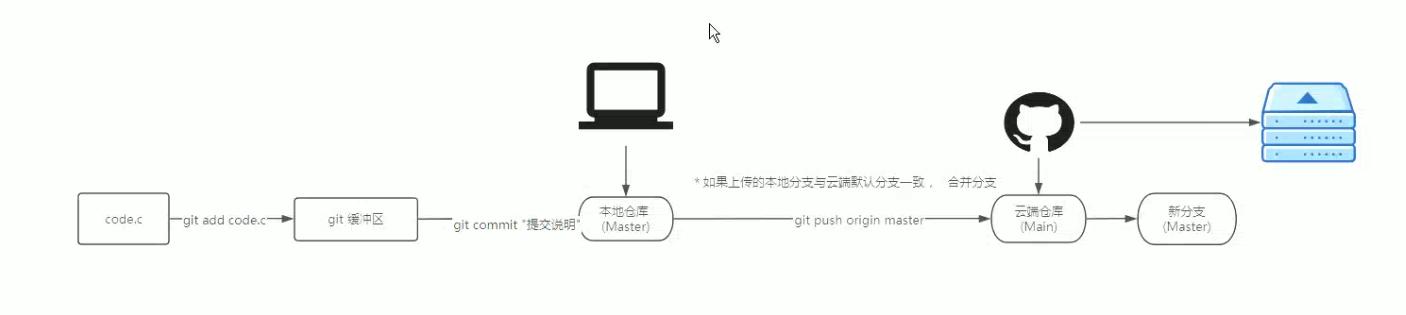 * 如果上传的本地分支与云端默认分支一致， 合并分支
code.c
git add code.c
git 缓冲区
git commit "提交说明"
本地仓库
(Master)
git push origin master
云端仓库
(Main)
新分支
(Master)